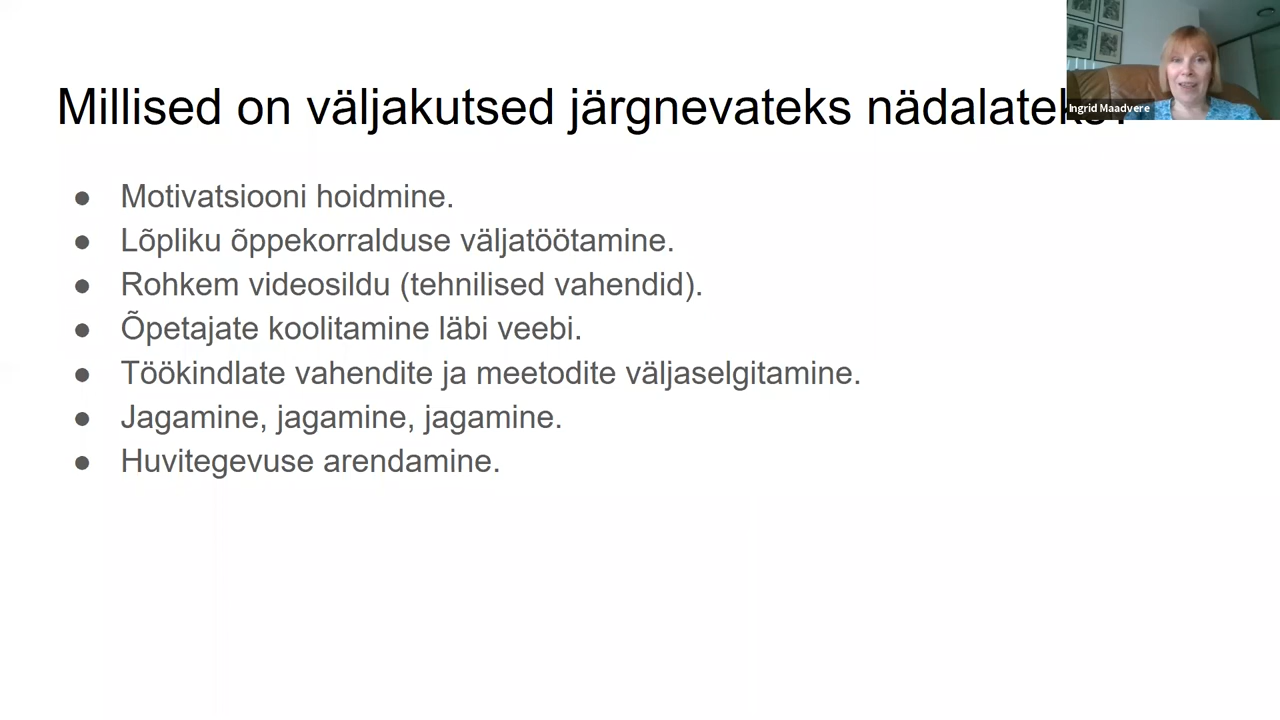 Millised on väljakutsed järgnevateks nädalateks?
Ingrid Maadvere
● Motivatsiooni hoidmine.
● Lõpliku õppekorralduse väljatöötamine.
● Rohkem videosildu (tehnilised vahendid).
● Õpetajate koolitamine läbi veebi.
● Töökindlate vahendite ja meetodite väljaselgitamine.
● Jagamine, jagamine, jagamine.
● Huvitegevuse arendamine.